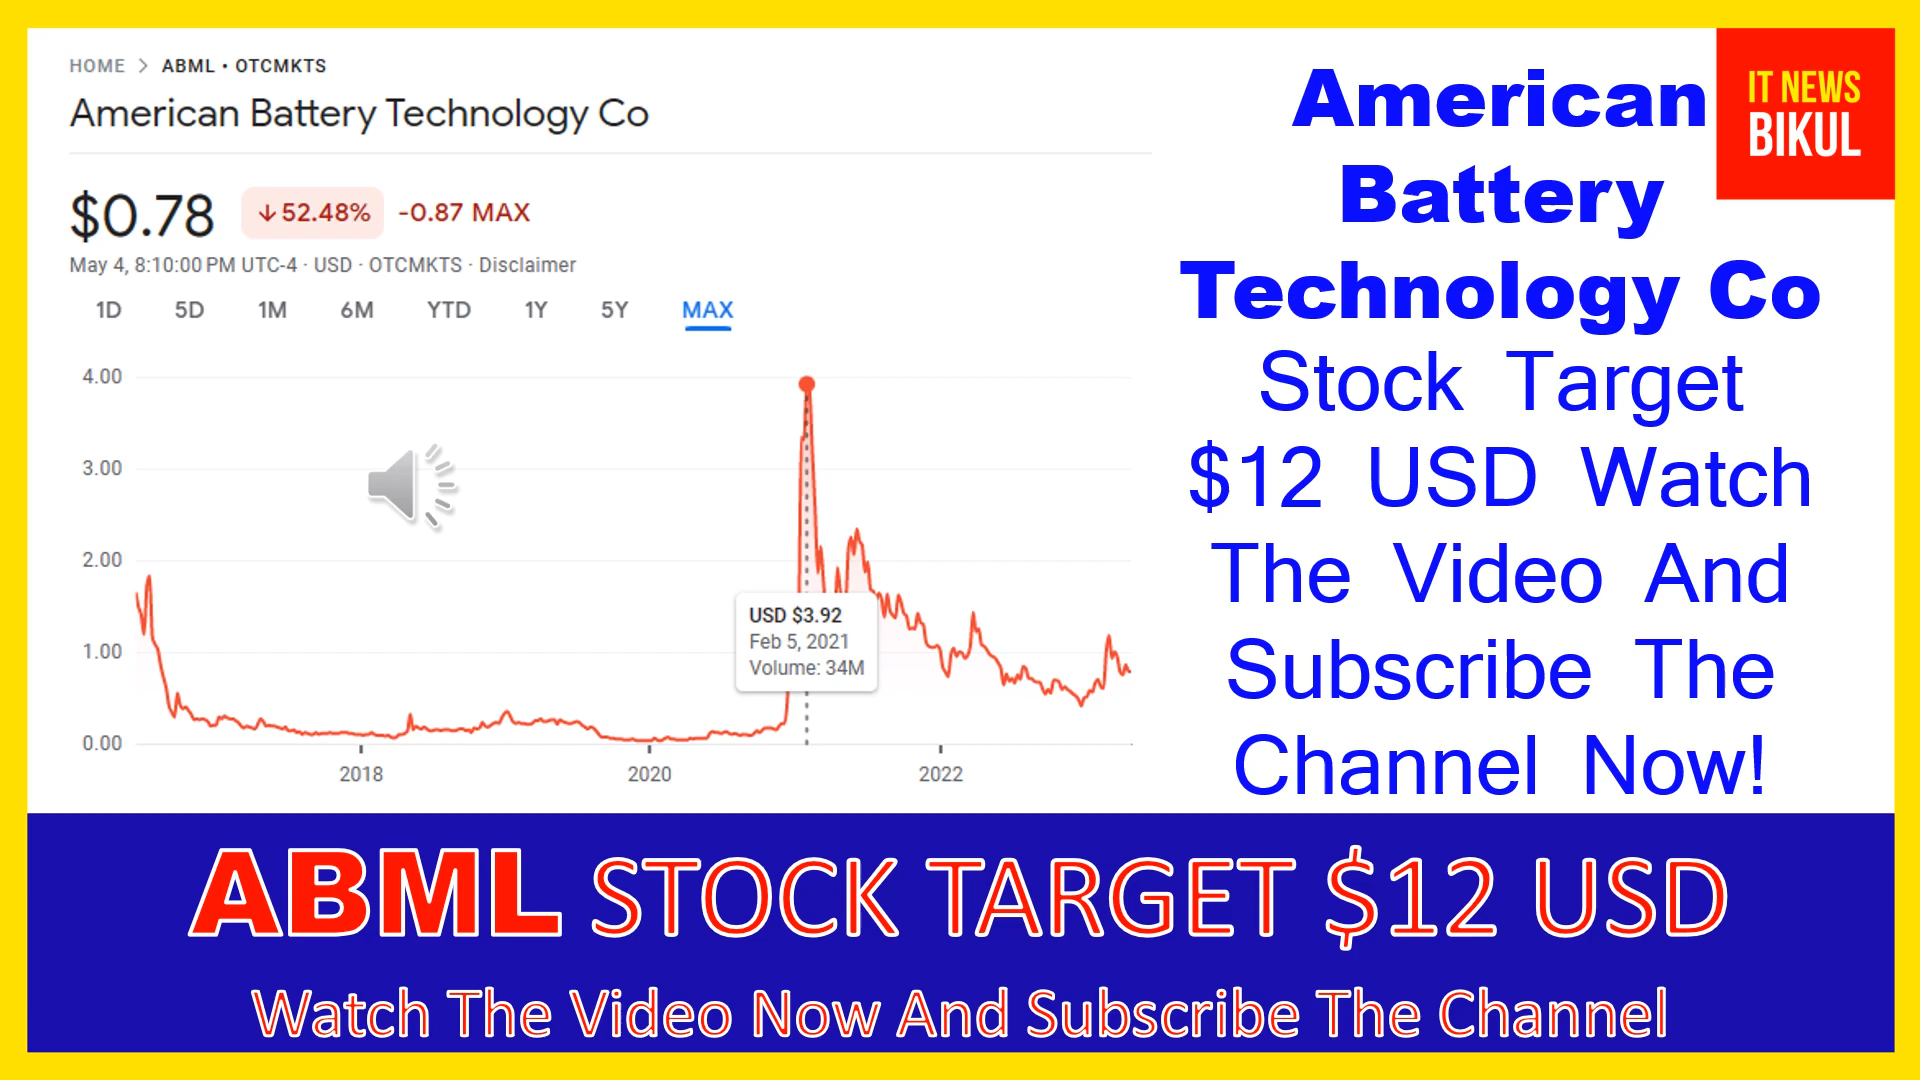 HOME > ABML • OTCMKTS
American Battery Technology Co
$0.78 ↓52.48% -0.87 MAX
May 4, 8:10:00 PM UTC-4 · USD · OTCMKTS · Disclaimer
1D 5D 1M 6M YTD 1Y 5Y MAX
4.00
3.00
2.00
1.00
0.00
USD $3.92
Feb 5, 2021
Volume: 34M
2018 2020 2022
American
Battery
Technology Co
Stock Target
$12 USD Watch
The Video And
Subscribe The
Channel Now!
IT NEWS
BIKUL
ABML STOCK TARGET $12 USD
Watch The Video Now And Subscribe The Channel